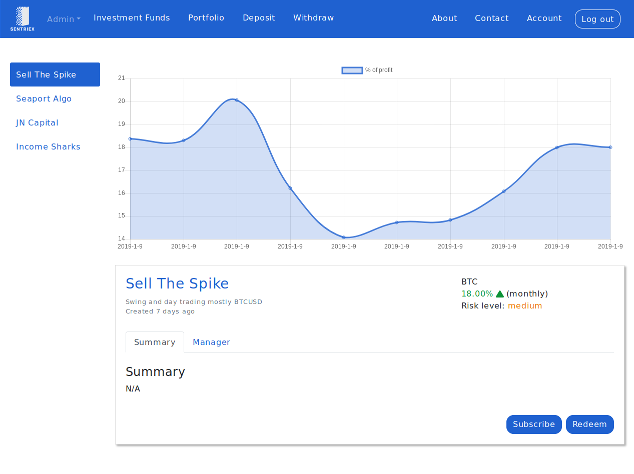 SENTRIEX
Admin
Investment Funds
Portfolio
Deposit
Withdraw
About
Contact
Account
Log out
Sell The Spike
Seaport Algo
JN Capital
Income Sharks
% of profit
21
20
19
18
17
16
15
14
2019-1-9 2019-1-9 2019-1-9 2019-1-9 2019-1-9 2019-1-9 2019-1-9 2019-1-9 2019-1-9 2019-1-9
Sell The Spike
Swing and day trading mostly BTCUSD
Created 7 days ago
BTC
18.00% (monthly)
Risk level: medium
Summary
Manager
Summary
N/A
Subscribe
Redeem